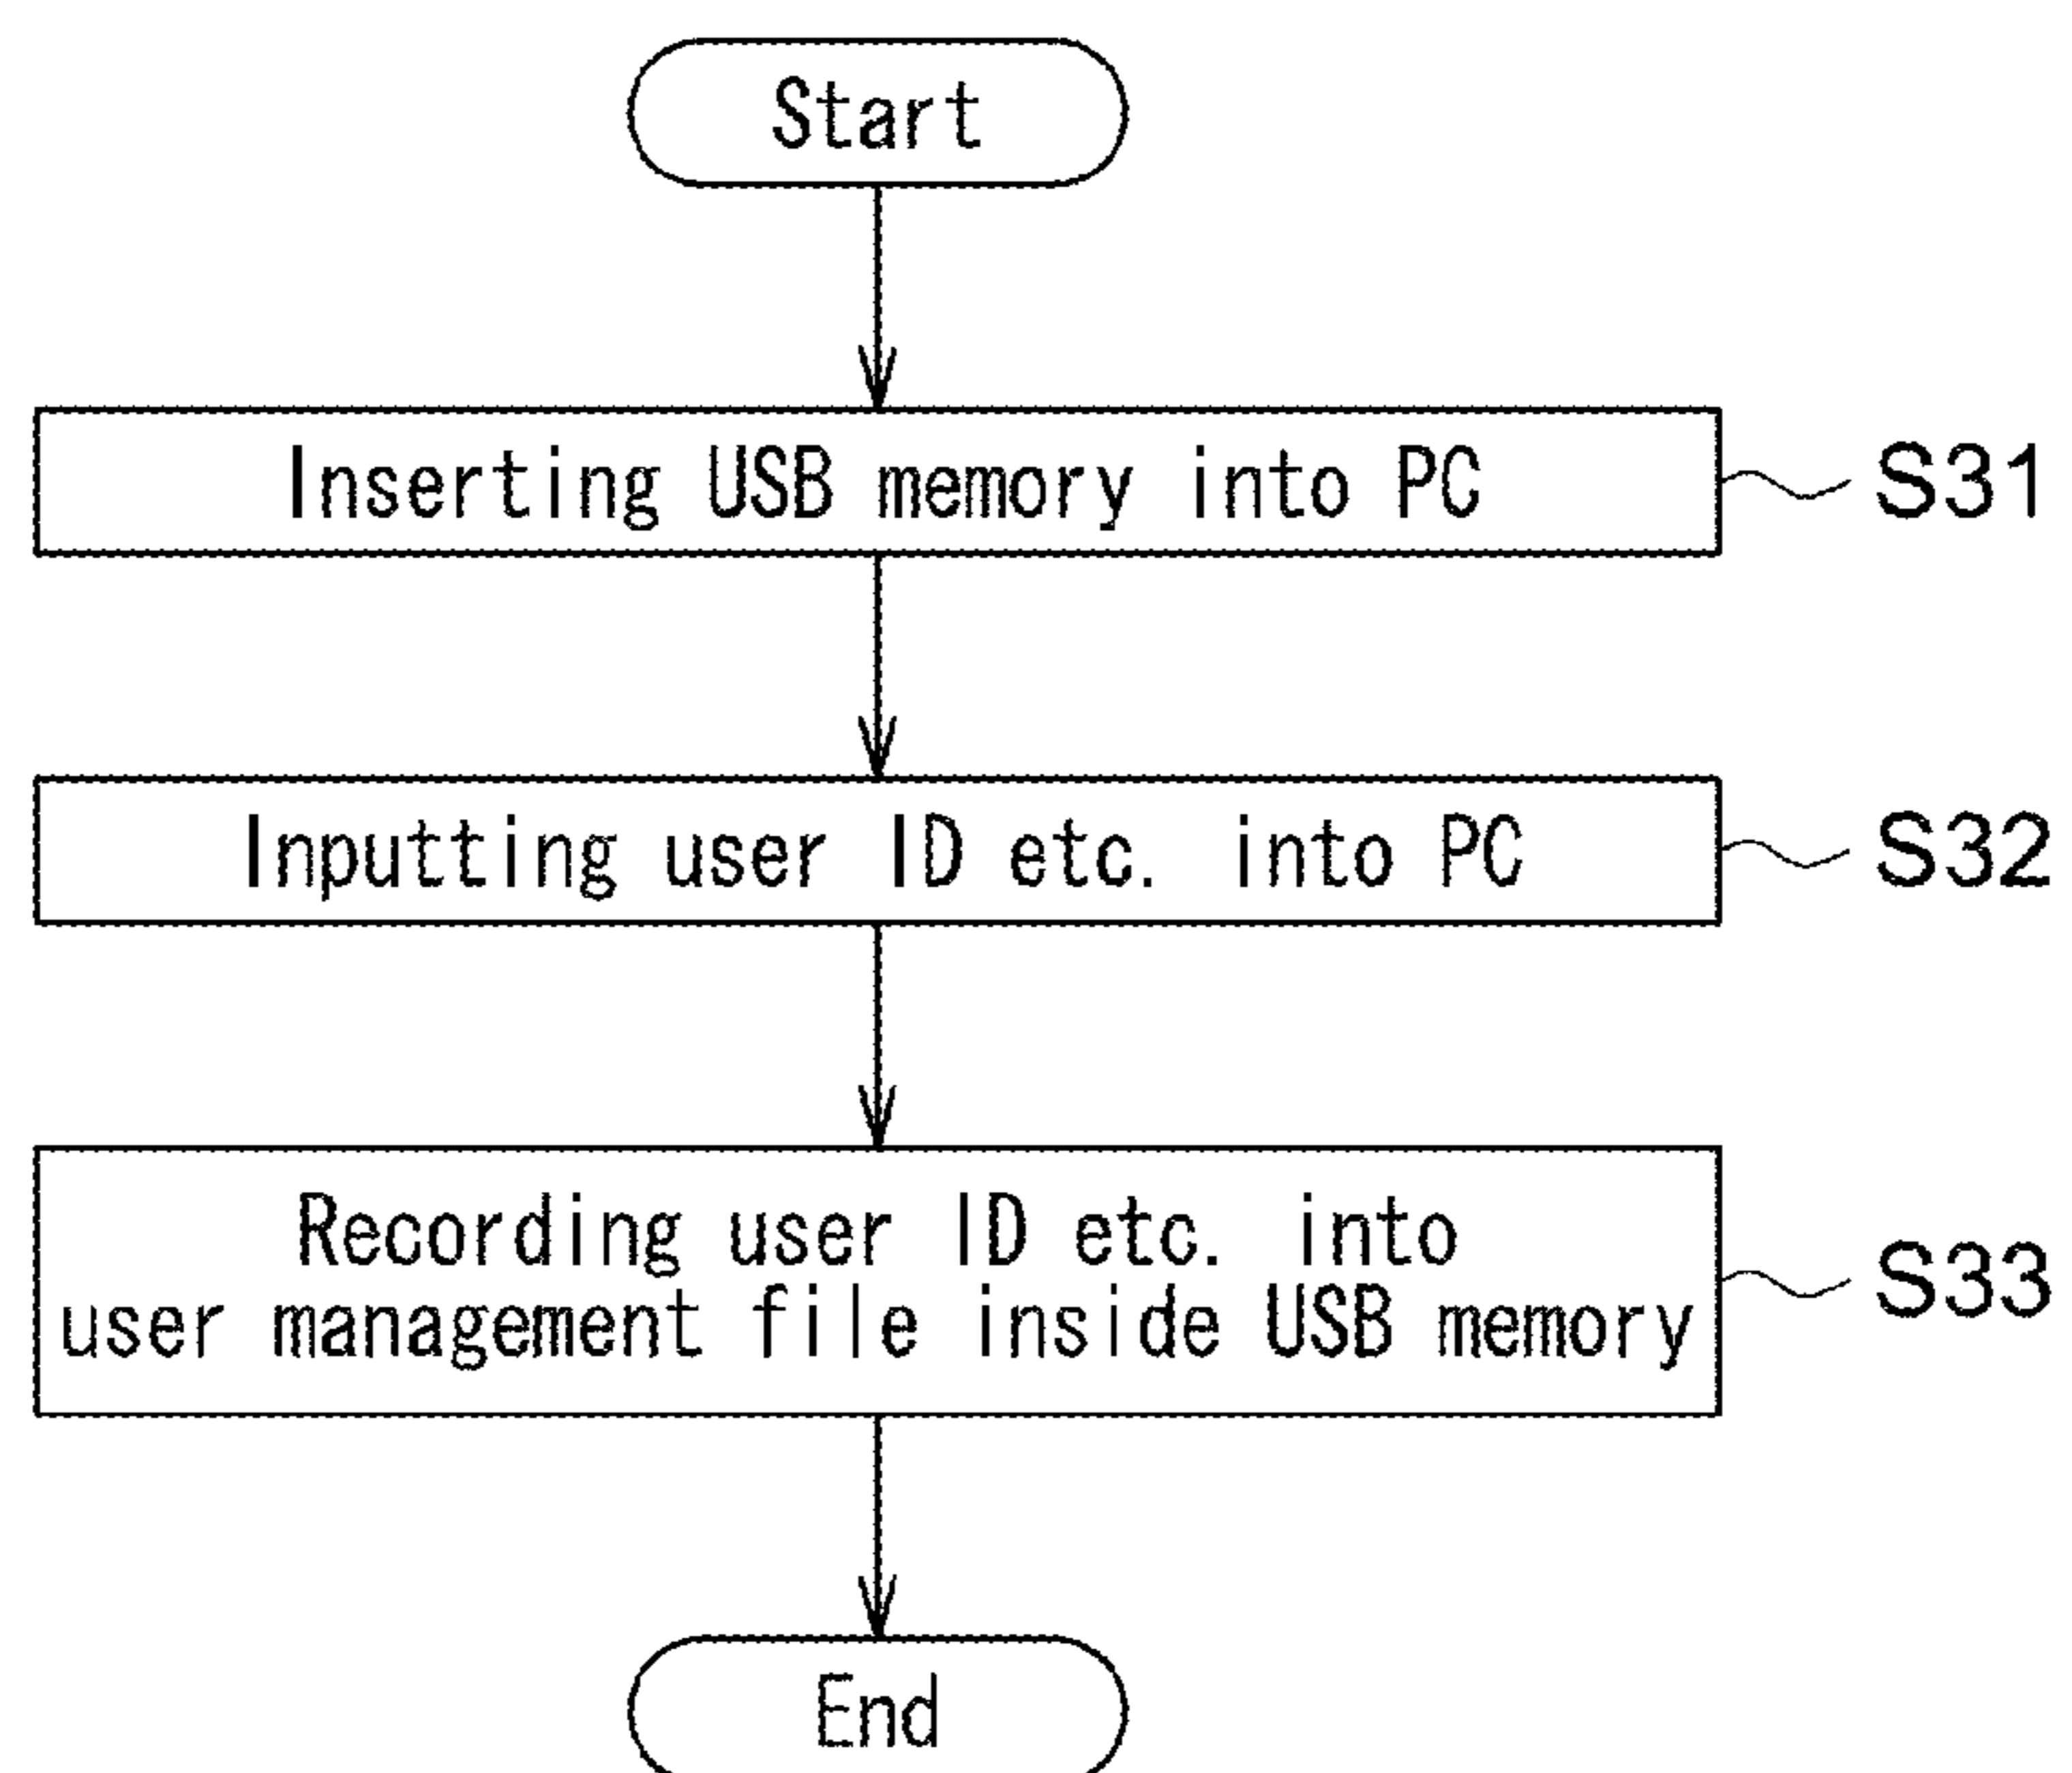 Start
Inserting USB memory into PC
S31
Inputting user ID etc. into PC
S32
Recording user ID etc. into
user management file inside USB memory
S33
End